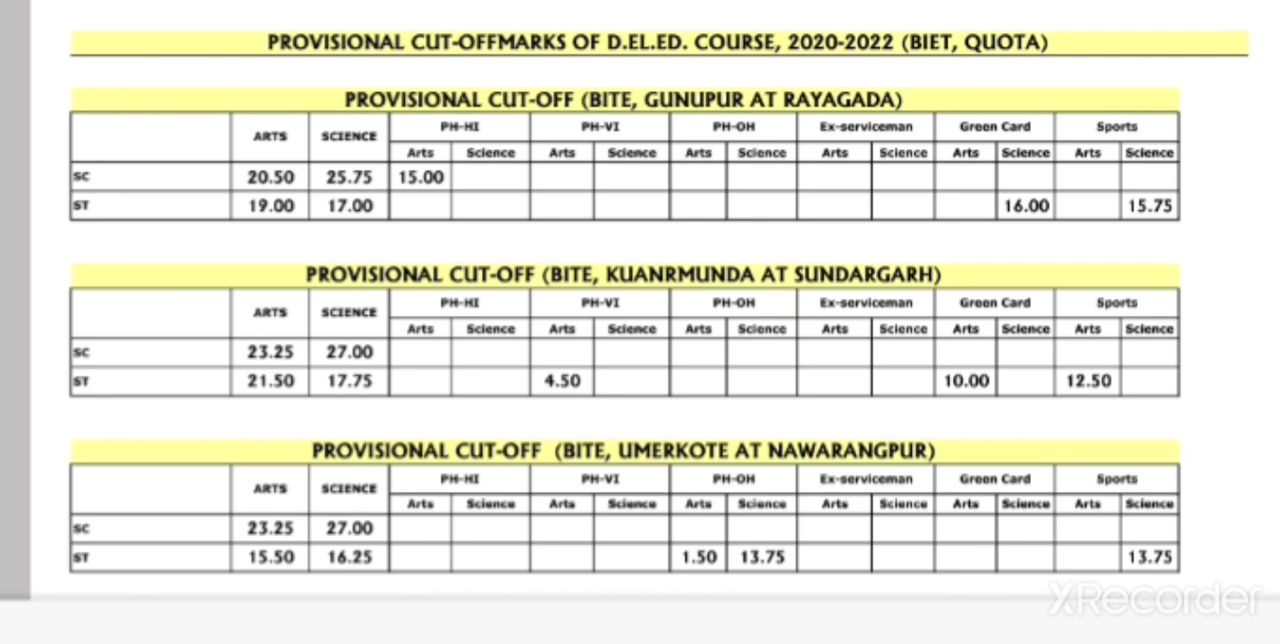 PROVISIONAL CUT-OFFMARKS OF D.EL.ED. COURSE, 2020-2022 (BIET, QUOTA)
PROVISIONAL CUT-OFF (BITE, GUNUPUR AT RAYAGADA)
ARTS SCIENCE PH-HI PH-VI PH-OH Ex-serviceman Green Card Sports
Arts Science Arts Science Arts Science Arts Science Arts Science Arts Science
SC 20.50 25.75 15.00
ST 19.00 17.00 16.00 15.75
PROVISIONAL CUT-OFF (BITE, KUANRMUNDA AT SUNDARGARH)
ARTS SCIENCE PH-HI PH-VI PH-OH Ex-serviceman Green Card Sports
Arts Science Arts Science Arts Science Arts Science Arts Science Arts Science
SC 23.25 27.00
ST 21.50 17.75 4.50 10.00 12.50
PROVISIONAL CUT-OFF (BITE, UMERKOTE AT NAWARANGPUR)
ARTS SCIENCE PH-HI PH-VI PH-OH Ex-serviceman Green Card Sports
Arts Science Arts Science Arts Science Arts Science Arts Science Arts Science
SC 23.25 27.00
ST 15.50 16.25 1.50 13.75 13.75
XRecorder